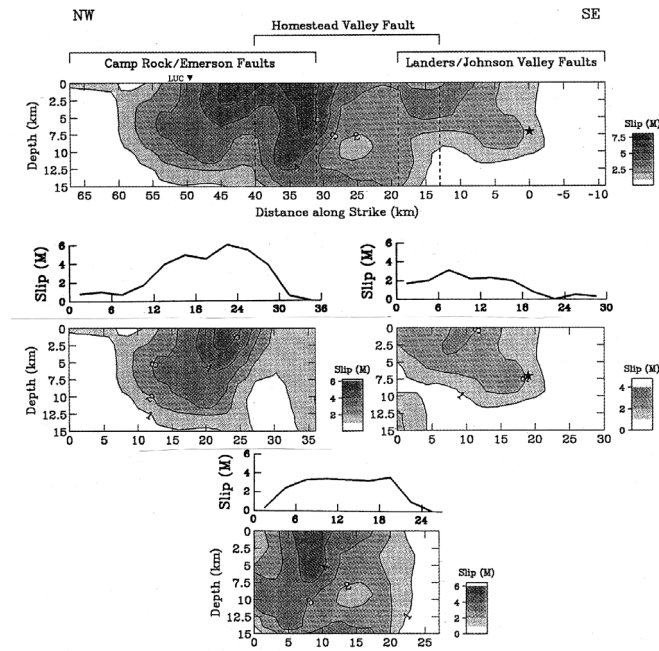 NW SE
Homestead Valley Fault
Camp Rock/Emerson Faults Landers/Johnson Valley Faults
LUC
Depth (km)
0
2.5
5
7.5
10
12.5
15
65 60 55 50 45 40 35 30 25 20 15 10 5 0 -5 -10
Distance along Strike (km)
Slip (M)
7.5
5
2.5
Slip (M)
6
4
2
0
0 6 12 18 24 30 36
Slip (M)
6
4
2
0
0 6 12 18 24 30
Depth (km)
0
2.5
5
7.5
10
12.5
15
0 5 10 15 20 25 30 35
Slip (M)
6
4
2
0
2.5
5
7.5
10
12.5
15
0 5 10 15 20 30
Slip (M)
4
2
0
Slip (M)
6
4
2
0
0 6 12 18 24
Depth (km)
0
2.5
5
7.5
10
12.5
15
0 5 10 15 20 25
Slip (M)
6
4
2
0